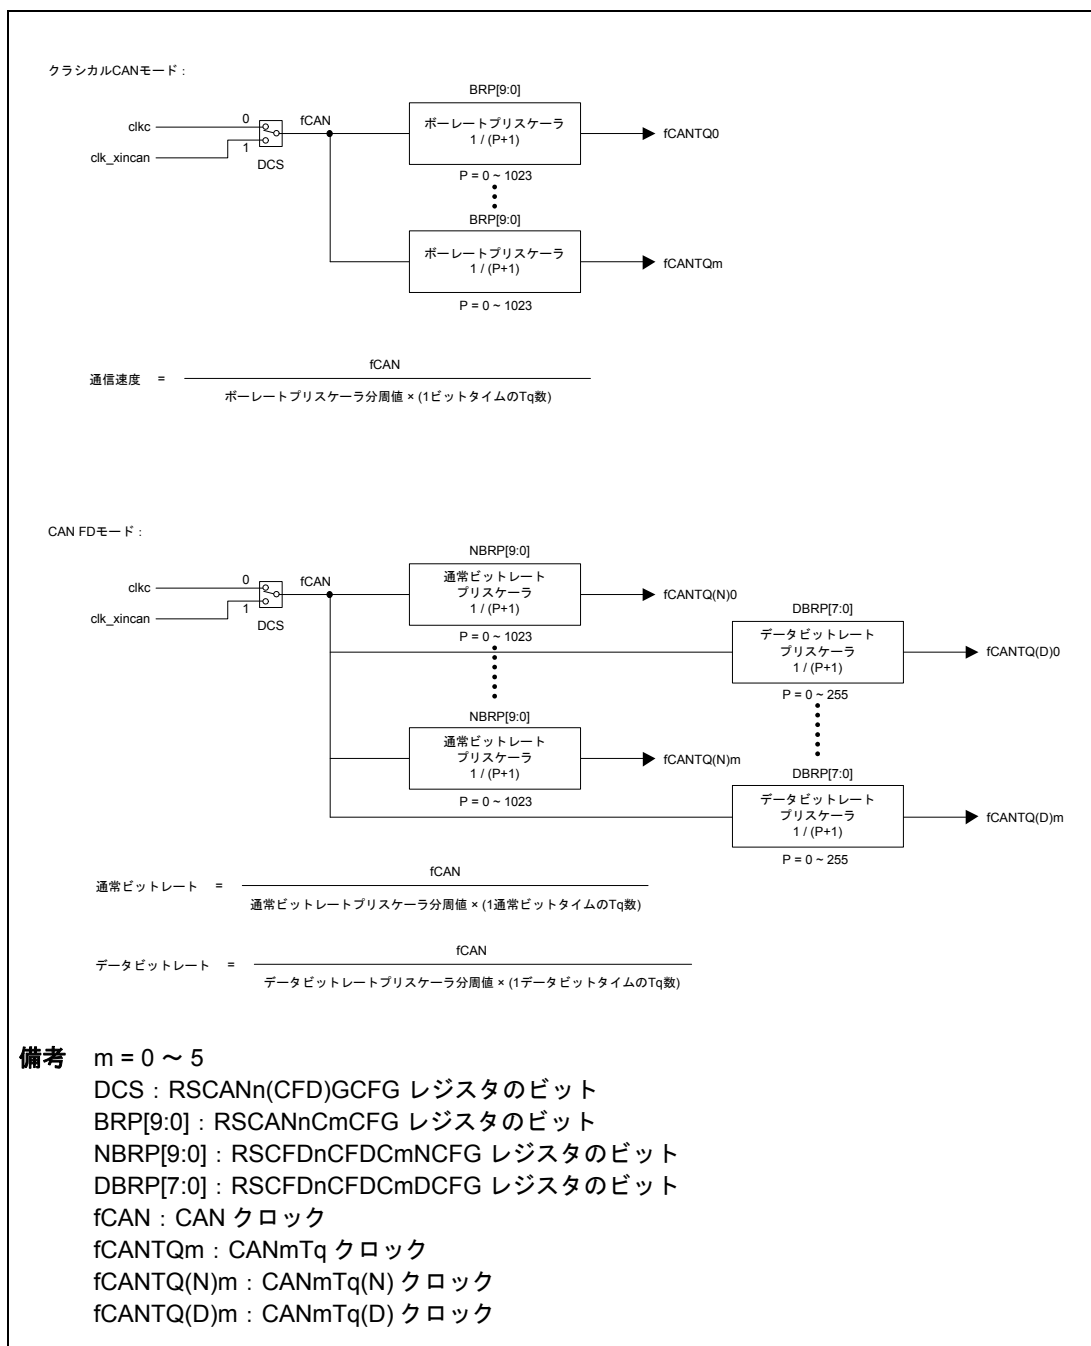 クラシカルCANモード：
BRP[9:0]
clkc
0
fCAN
ボーレートプリスケーラ
1 / (P+1)
fCANTQ0
clk_xincan
1
DCS
P = 0 ~ 1023
BRP[9:0]
ボーレートプリスケーラ
1 / (P+1)
fCANTQm
P = 0 ~ 1023
fCAN
通信速度 =
ボーレートプリスケーラ分周値 × (1ビットタイムのTq数)
CAN FDモード：
NBRP[9:0]
clkc
0
fCAN
通常ビットレート
プリスケーラ
1 / (P+1)
fCANTQ(N)0
clk_xincan
1
DCS
P = 0 ~ 1023
DBRP[7:0]
データビットレート
プリスケーラ
1 / (P+1)
fCANTQ(D)0
P = 0 ~ 255
NBRP[9:0]
通常ビットレート
プリスケーラ
1 / (P+1)
fCANTQ(N)m
P = 0 ~ 1023
DBRP[7:0]
データビットレート
プリスケーラ
1 / (P+1)
fCANTQ(D)m
P = 0 ~ 255
fCAN
通常ビットレート =
通常ビットレートプリスケーラ分周値 × (1通常ビットタイムのTq数)
fCAN
データビットレート =
データビットレートプリスケーラ分周値 × (1データビットタイムのTq数)
備考 m = 0 ～ 5
DCS：RSCANn(CFD)GCFG レジスタのビット
BRP[9:0]：RSCANnCmCFG レジスタのビット
NBRP[9:0]：RSCFDnCFDCmNCFG レジスタのビット
DBRP[7:0]：RSCFDnCFDCmDCFG レジスタのビット
fCAN：CAN クロック
fCANTQm：CANmTq クロック
fCANTQ(N)m：CANmTq(N) クロック
fCANTQ(D)m：CANmTq(D) クロック